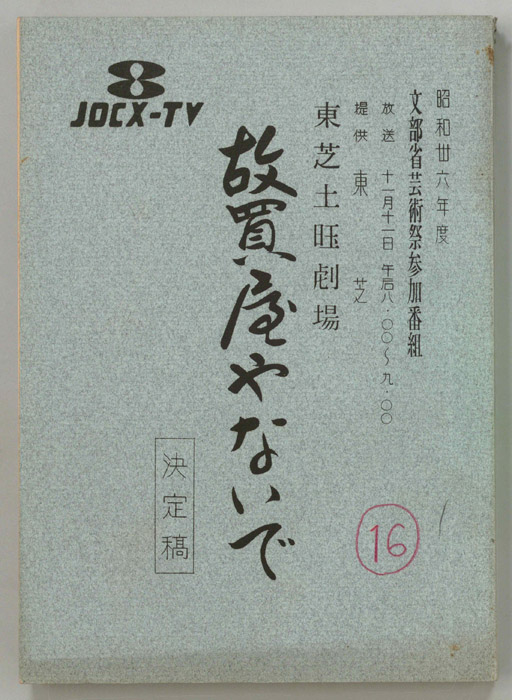 昭和卅六年度
文部省芸術祭参加番組
放送 十一月十一日 午后八・〇〇〜九・〇〇
提供 東芝
東芝土曜劇場
故買屋やないで
決定稿
8
JOCX-TV
16